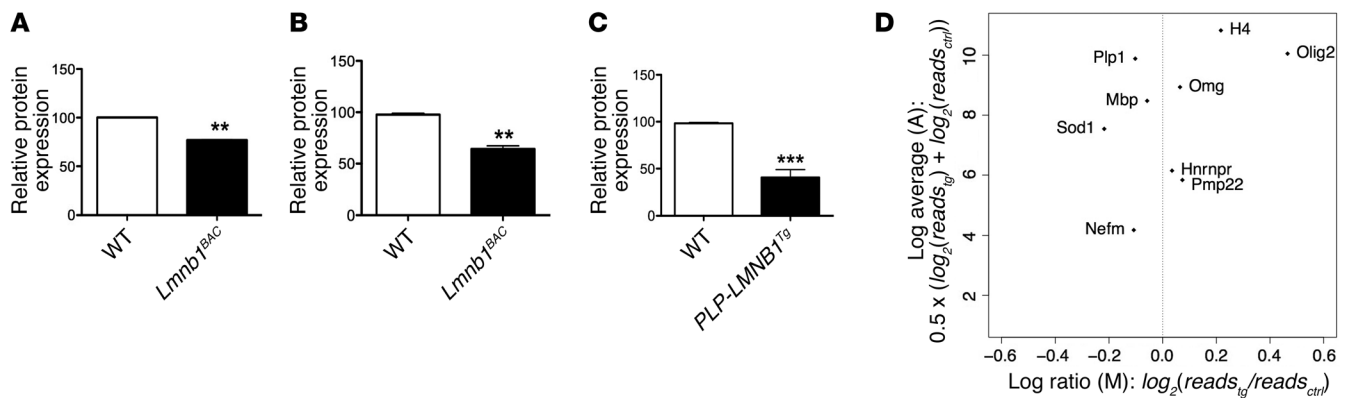 A
Relative protein
expression
150
100
50
0
**
WT
Lmnb1BAC
B
Relative protein
expression
150
100
50
0
**
WT
Lmnb1BAC
C
Relative protein
expression
150
100
50
0
***
WT
PLP-LMNB1Tg
D
Log average (A):
0.5 x (log2(readstg) + log2(readsctrl))
10
8
6
4
2
H4
Olig2
Plp1
Omg
Mbp
Sod1
Hnrnpr
Pmp22
Nefm
−0.6 −0.4 −0.2 0.0 0.2 0.4 0.6
Log ratio (M): log2(readstg/readsctrl)